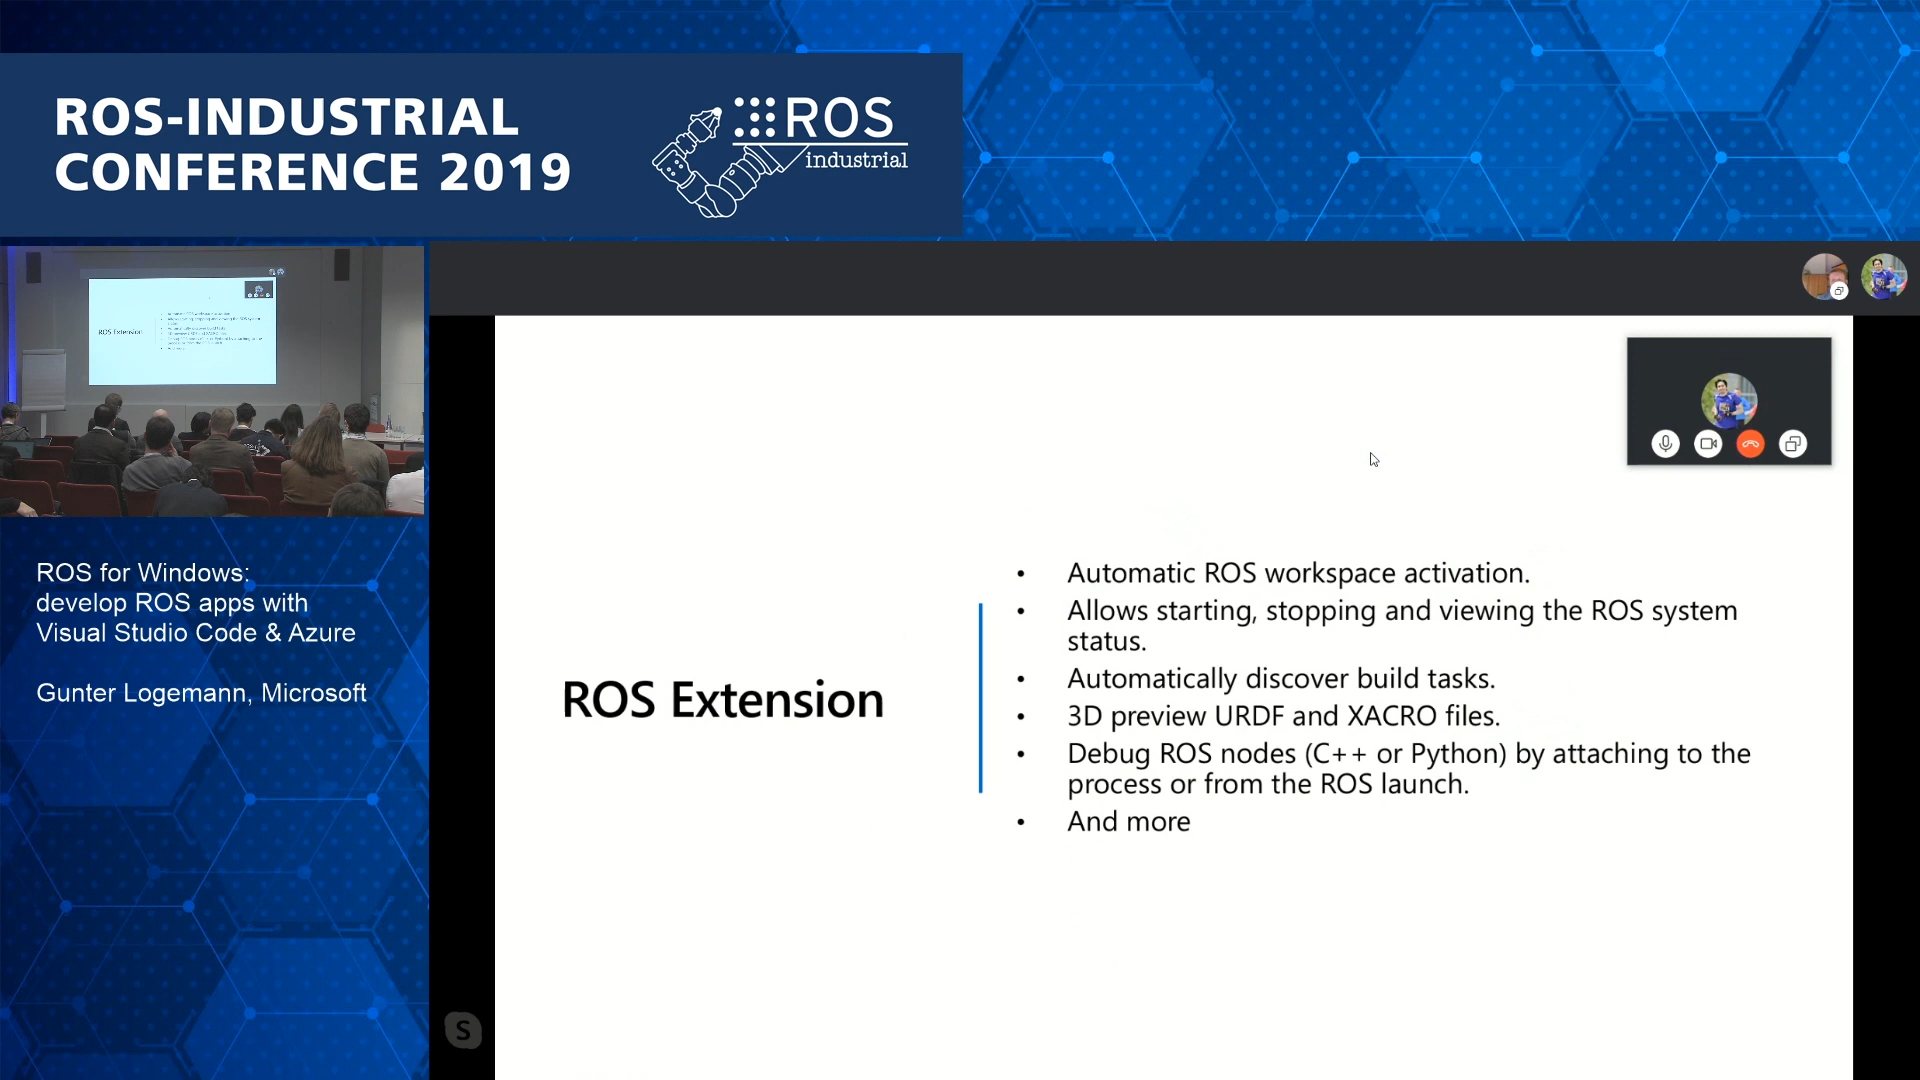 ROS-INDUSTRIAL
CONFERENCE 2019
ROS
industrial
ROS Extension
ROS for Windows:
develop ROS apps with
Visual Studio Code & Azure
Gunter Logemann, Microsoft
ROS Extension
• Automatic ROS workspace activation.
• Allows starting, stopping and viewing the ROS system
status.
• Automatically discover build tasks.
• 3D preview URDF and XACRO files.
• Debug ROS nodes (C++ or Python) by attaching to the
process or from the ROS launch.
• And more
S